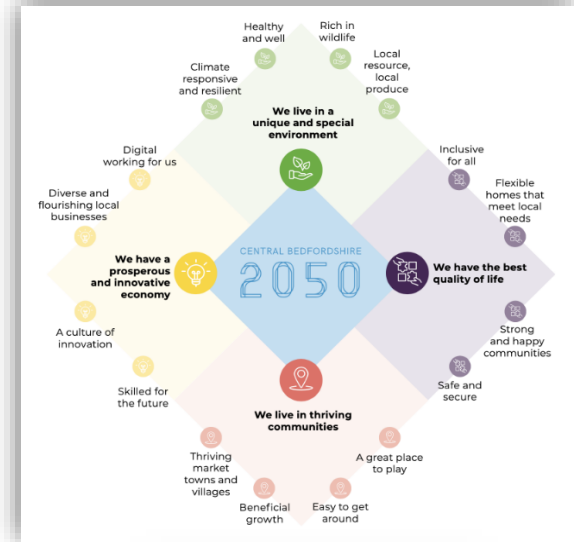 Healthy
and well
Rich in
wildlife
Climate
responsive
and resilient
Local
resource,
local
produce
We live in a
unique and special
environment
Digital
working for us
Inclusive
for all
Diverse and
flourishing local
businesses
Flexible
homes that
meet local
needs
We have a
prosperous
and innovative
economy
CENTRAL BEDFORDSHIRE
2050
We have the best
quality of life
A culture of
innovation
Strong
and happy
communities
Skilled for
the future
Safe and
secure
We live in thriving
communities
Thriving
market
towns and
villages
A great place
to play
Beneficial
growth
Easy to get
around